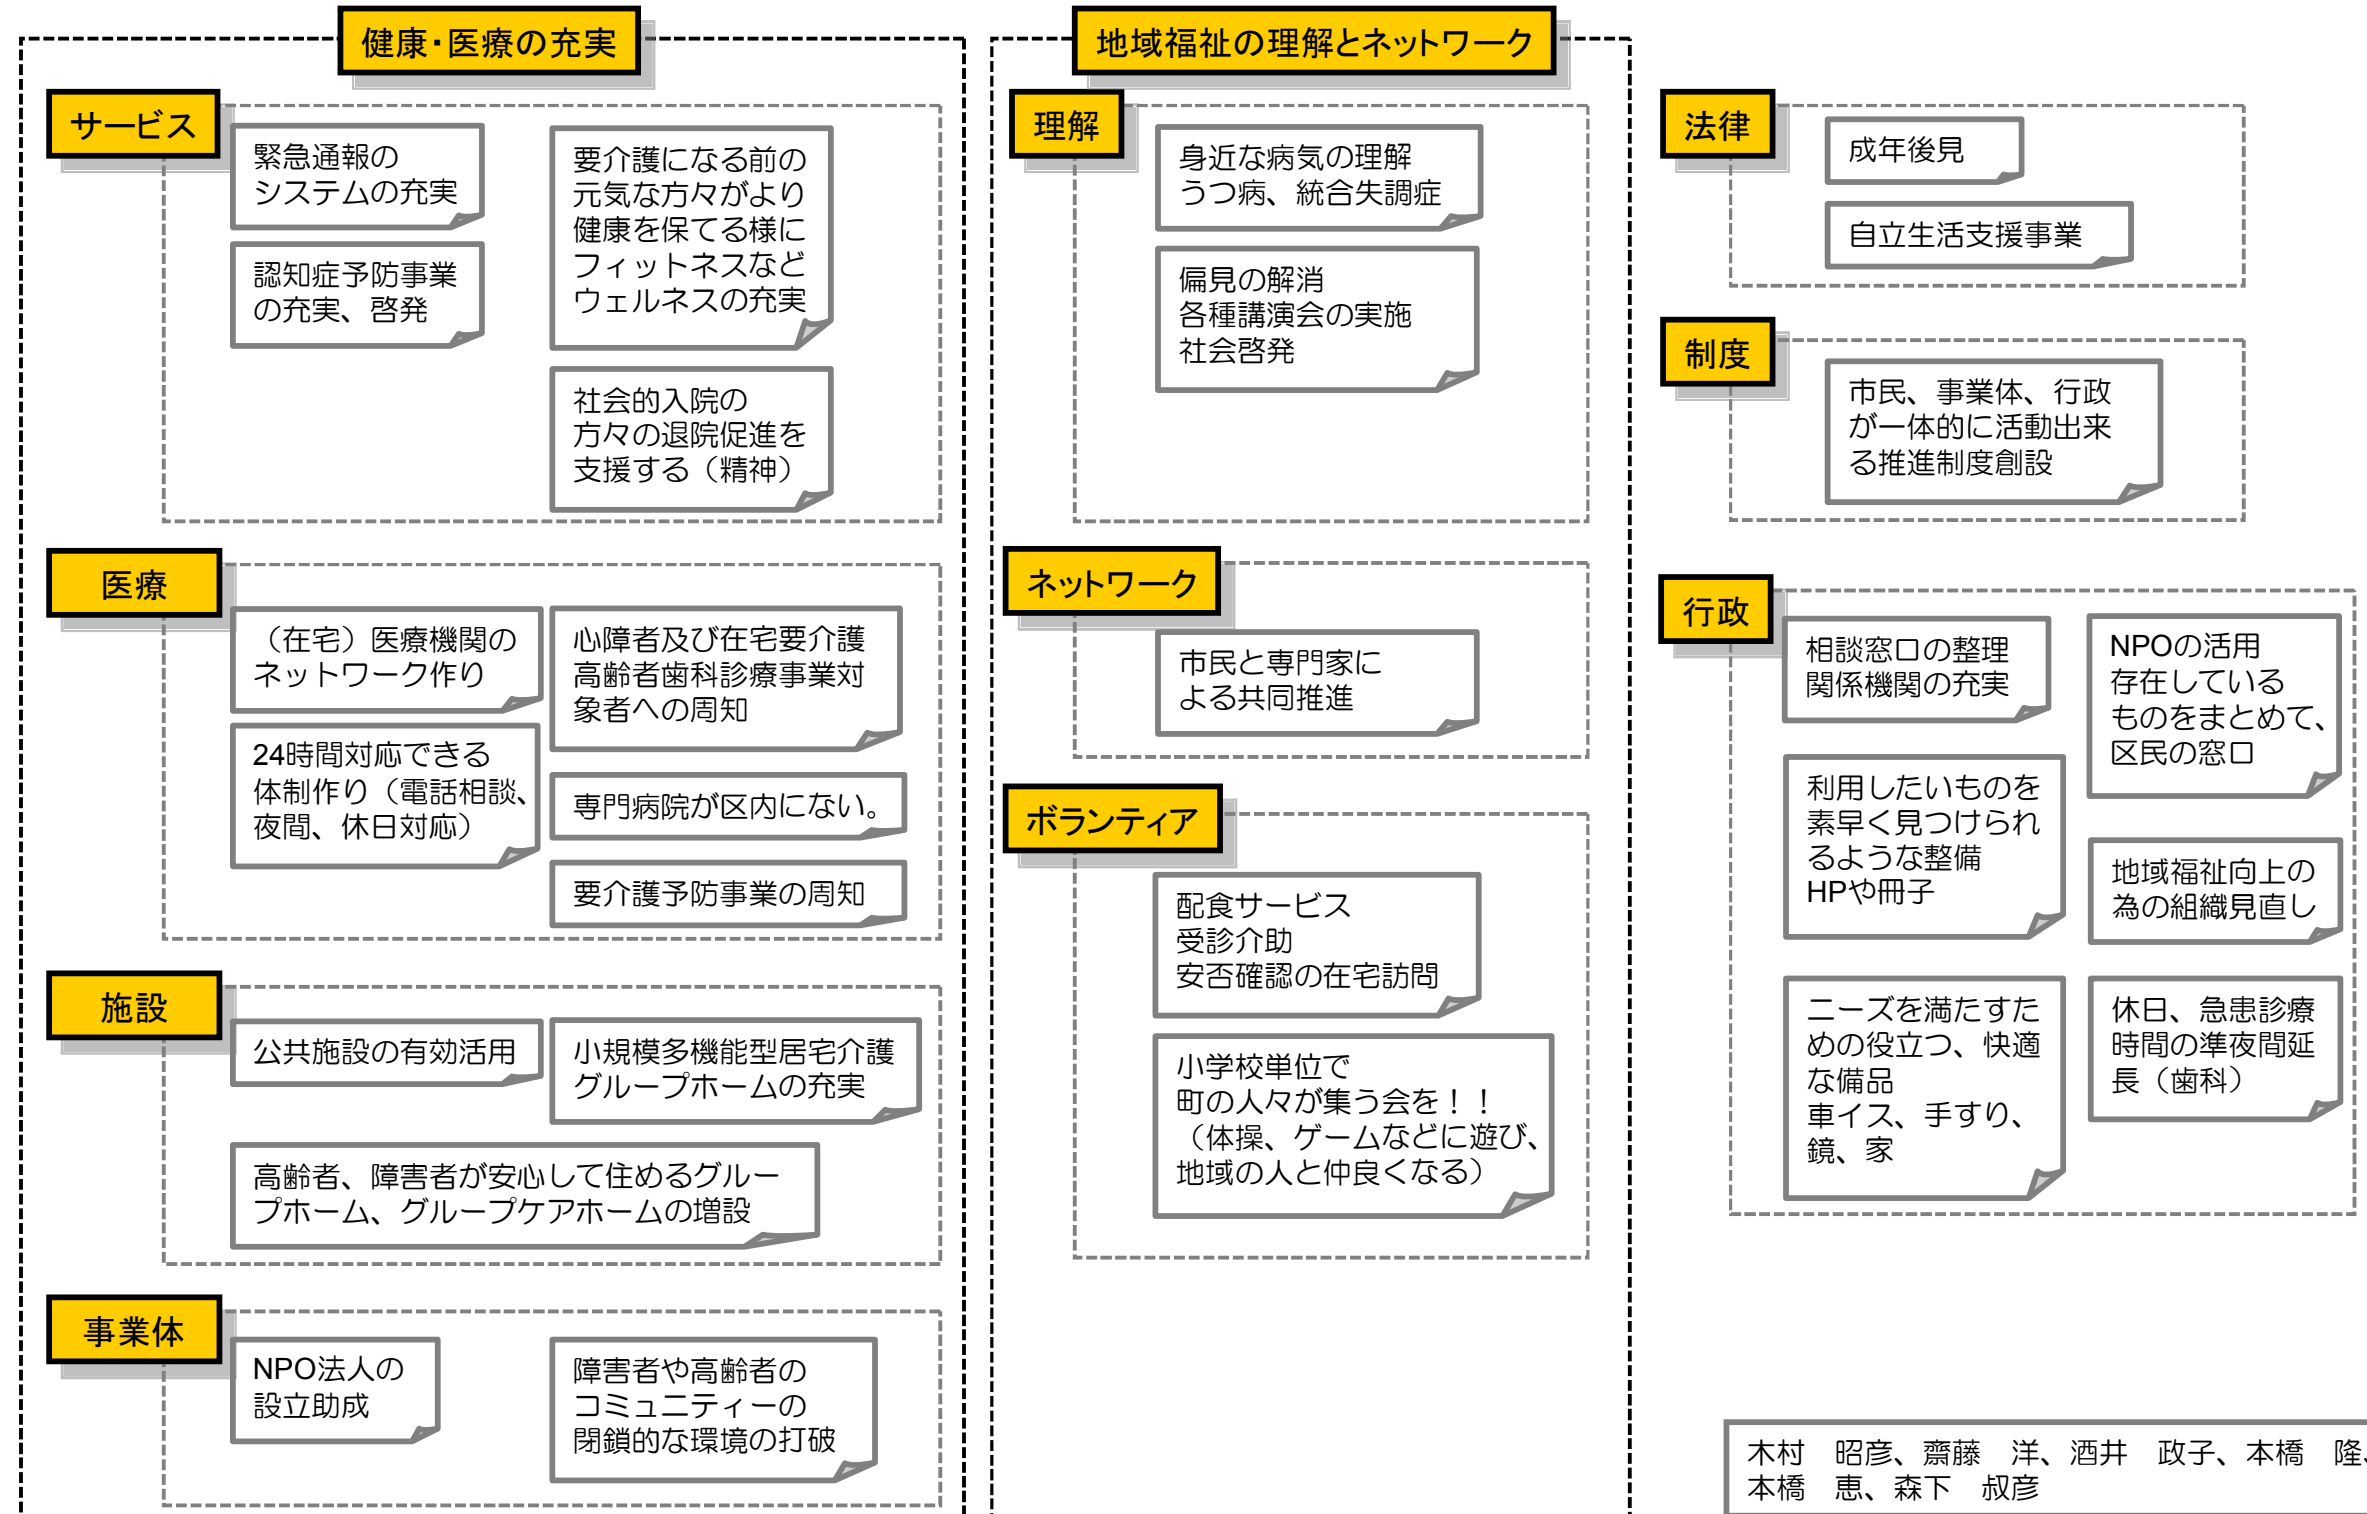 健康・医療の充実
サービス
緊急通報の
システムの充実
認知症予防事業
の充実、啓発
要介護になる前の
元気な方々がより
健康を保てる様に
フィットネスなど
ウェルネスの充実
社会的入院の
方々の退院促進を
支援する（精神）
医療
（在宅）医療機関の
ネットワーク作り
24時間対応できる
体制作り（電話相談、
夜間、休日対応）
心障者及び在宅要介護
高齢者歯科診療事業対
象者への周知
専門病院が区内にない。
要介護予防事業の周知
施設
公共施設の有効活用
小規模多機能型居宅介護
グループホームの充実
高齢者、障害者が安心して住めるグルー
プホーム、グループケアホームの増設
事業体
NPO法人の
設立助成
障害者や高齢者の
コミュニティーの
閉鎖的な環境の打破
地域福祉の理解とネットワーク
理解
身近な病気の理解
うつ病、統合失調症
偏見の解消
各種講演会の実施
社会啓発
ネットワーク
市民と専門家に
よる共同推進
ボランティア
配食サービス
受診介助
安否確認の在宅訪問
小学校単位で
町の人々が集う会を！！
（体操、ゲームなどに遊び、
地域の人と仲良くなる）
法律
成年後見
自立生活支援事業
制度
市民、事業体、行政
が一体的に活動出来
る推進制度創設
行政
相談窓口の整理
関係機関の充実
利用したいものを
素早く見つけられ
るような整備
HPや冊子
ニーズを満たすた
めの役立つ、快適
な備品
車イス、手すり、
鏡、家
NPOの活用
存在している
ものをまとめて、
区民の窓口
地域福祉向上の
為の組織見直し
休日、急患診療
時間の準夜間延
長（歯科）
木村　昭彦、齋藤　洋、酒井　政子、本橋　隆、
本橋　恵、森下　叔彦